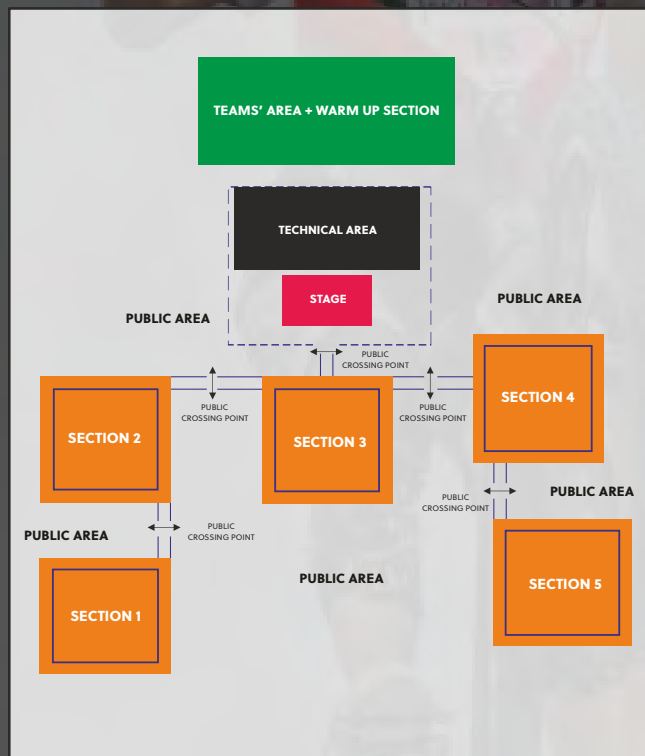 TEAMS' AREA + WARM UP SECTION
TECHNICAL AREA
STAGE
PUBLIC AREA
PUBLIC AREA
PUBLIC
CROSSING POINT
PUBLIC
CROSSING POINT
PUBLIC
CROSSING POINT
SECTION 4
SECTION 2
SECTION 3
PUBLIC
CROSSING POINT
PUBLIC AREA
PUBLIC AREA
PUBLIC
CROSSING POINT
PUBLIC AREA
SECTION 5
SECTION 1